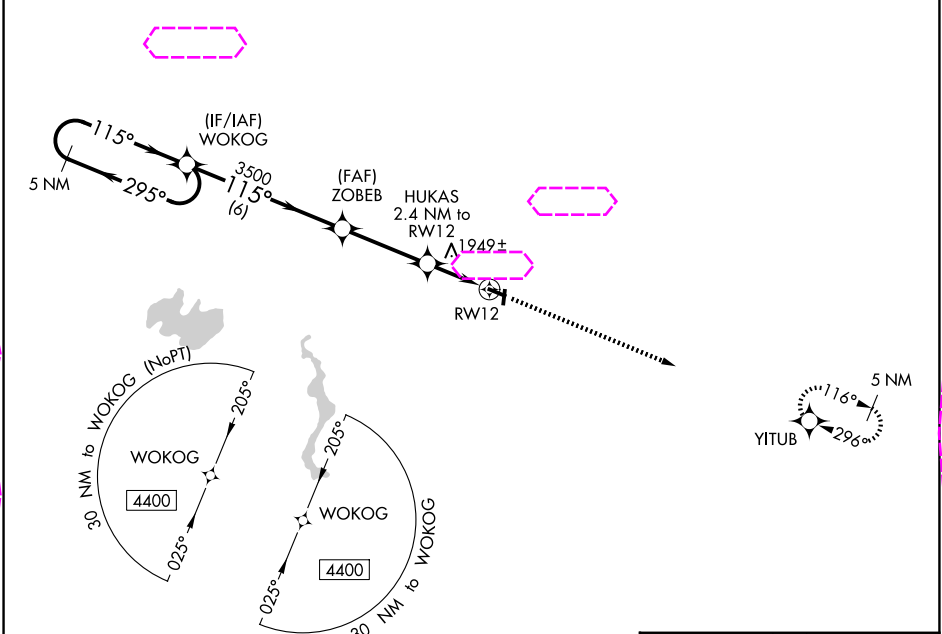 (IF/IAF)
WOKOG
115°
295°
5 NM
3500
115°
(6)
(FAF)
ZOBEB
HUKAS
2.4 NM to
RW12
1949±
RW12
5 NM
116°
296°
YITUB
30 NM to WOKOG (NoPT)
205°
WOKOG
4400
025°
205°
WOKOG
4400
025°
30 NM to WOKOG